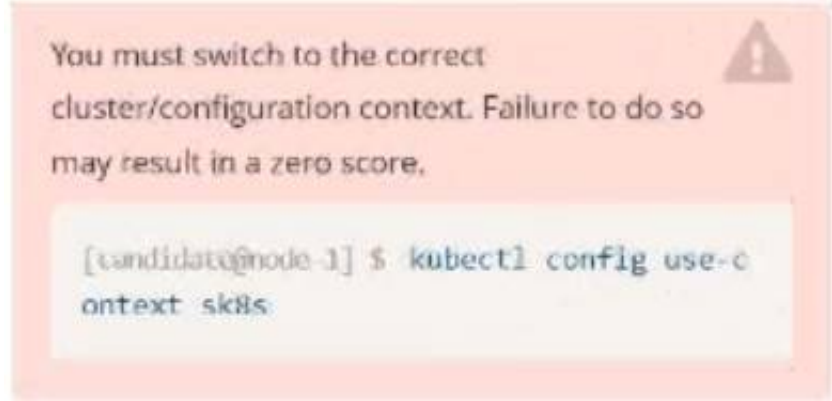 You must switch to the correct
cluster/configuration context. Failure to do so
may result in a zero score.
[candidate@node-1] $ kubectl config use-c
ontext sk8s